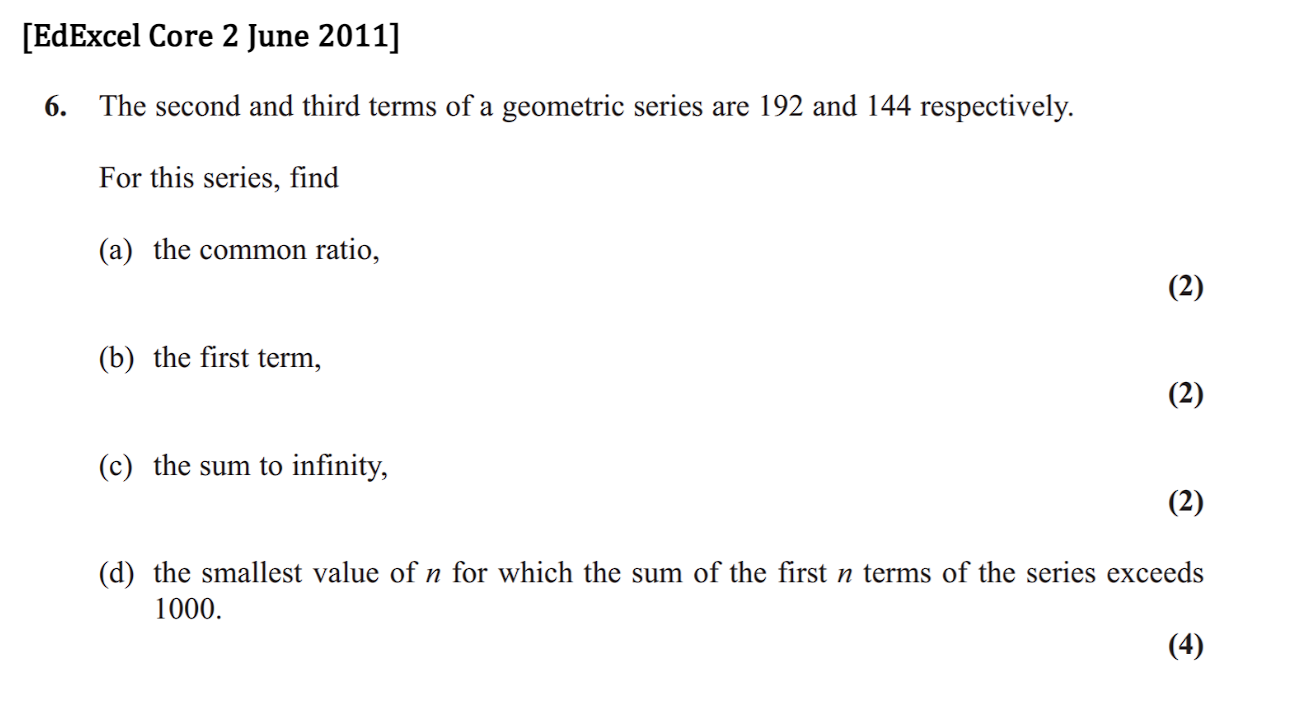 [EdExcel Core 2 June 2011]
6. The second and third terms of a geometric series are 192 and 144 respectively.
For this series, find
(a) the common ratio,
(2)
(b) the first term,
(2)
(c) the sum to infinity,
(2)
(d) the smallest value of n for which the sum of the first n terms of the series exceeds
1000.
(4)